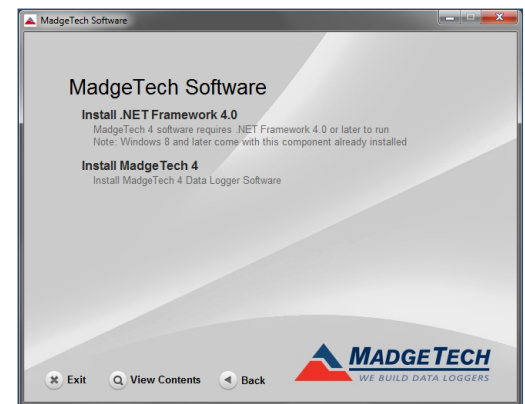 MadgeTech Software
MadgeTech Software
Install .NET Framework 4.0
MadgeTech 4 software requires .NET Framework 4.0 or later to run
Note: Windows 8 and later come with this component already installed
Install MadgeTech 4
Install MadgeTech 4 Data Logger Software
MADGETECH
WE BUILD DATA LOGGERS
Exit View Contents Back